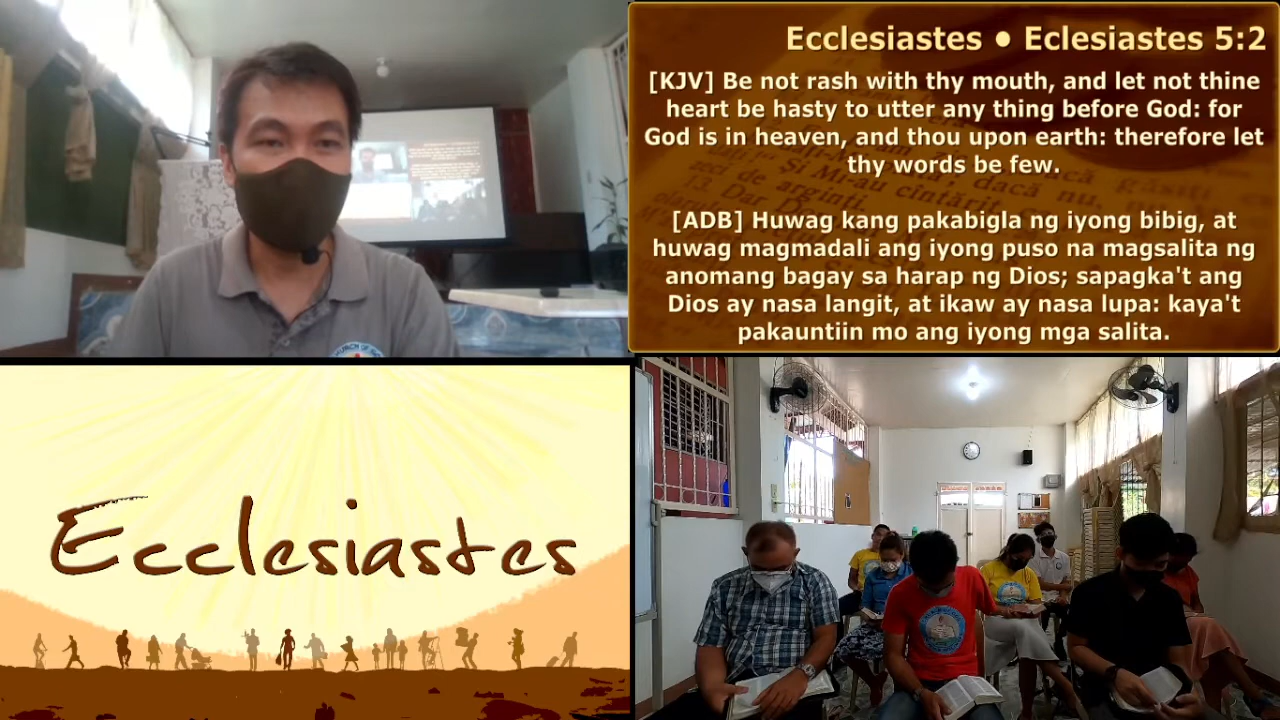 Ecclesiastes • Eclesiastes 5:2
[KJV] Be not rash with thy mouth, and let not thine
heart be hasty to utter any thing before God: for
God is in heaven, and thou upon earth: therefore let
thy words be few.
[ADB] Huwag kang pakabigla ng iyong bibig, at
huwag magmadali ang iyong puso na magsalita ng
anomang bagay sa harap ng Dios; sapagka't ang
Dios ay nasa langit, at ikaw ay nasa lupa: kaya't
pakauntiin mo ang iyong mga salita.
Ecclesiastes